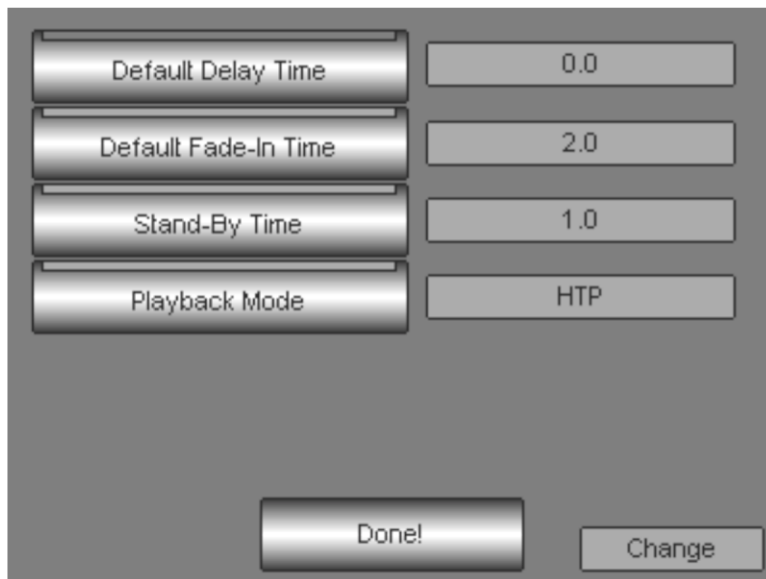 Default Delay Time 0.0
Default Fade-In Time 2.0
Stand-By Time 1.0
Playback Mode HTP
Done!
Change